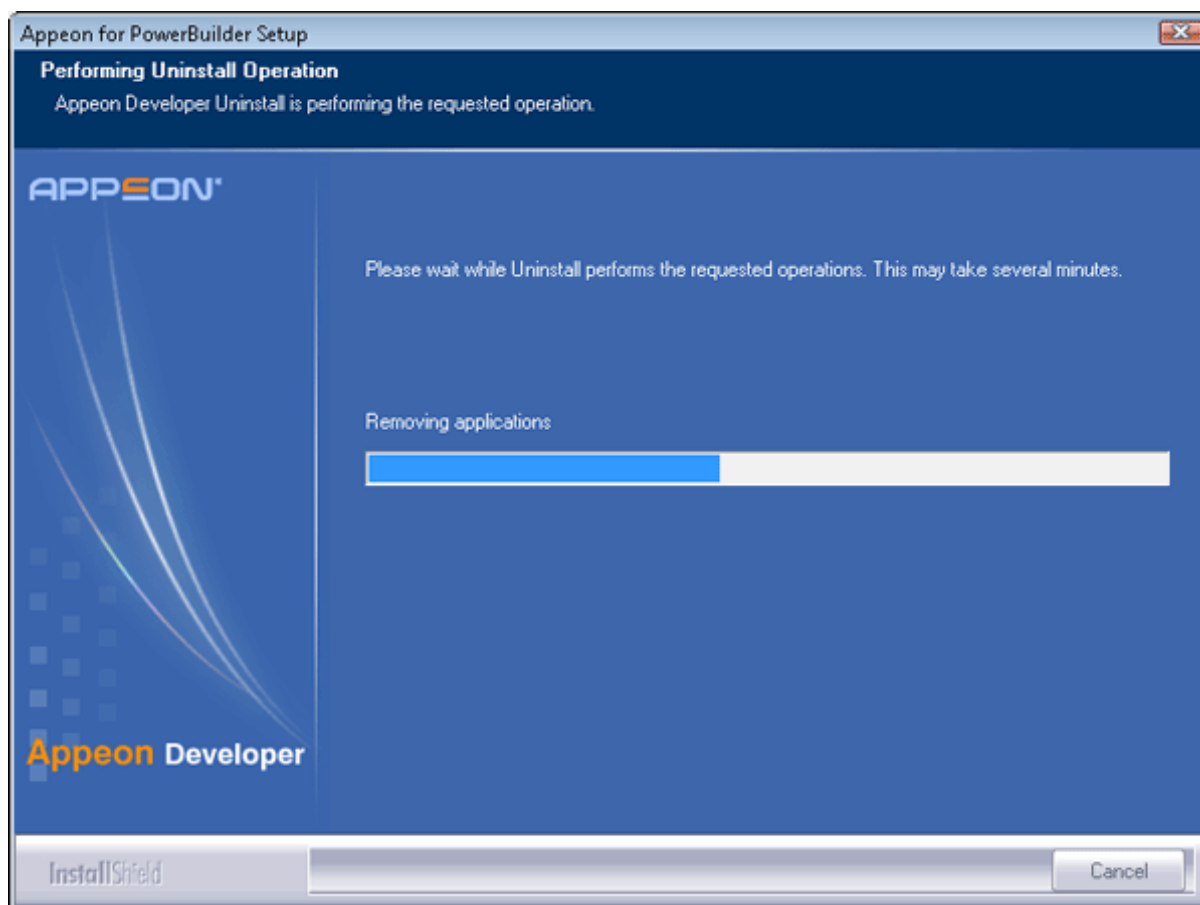 Appeon for PowerBuilder Setup
Performing Uninstall Operation
Appeon Developer Uninstall is performing the requested operation.
APPEON
Please wait while Uninstall performs the requested operations. This may take several minutes.
Removing applications
Appeon Developer
InstallShield
Cancel